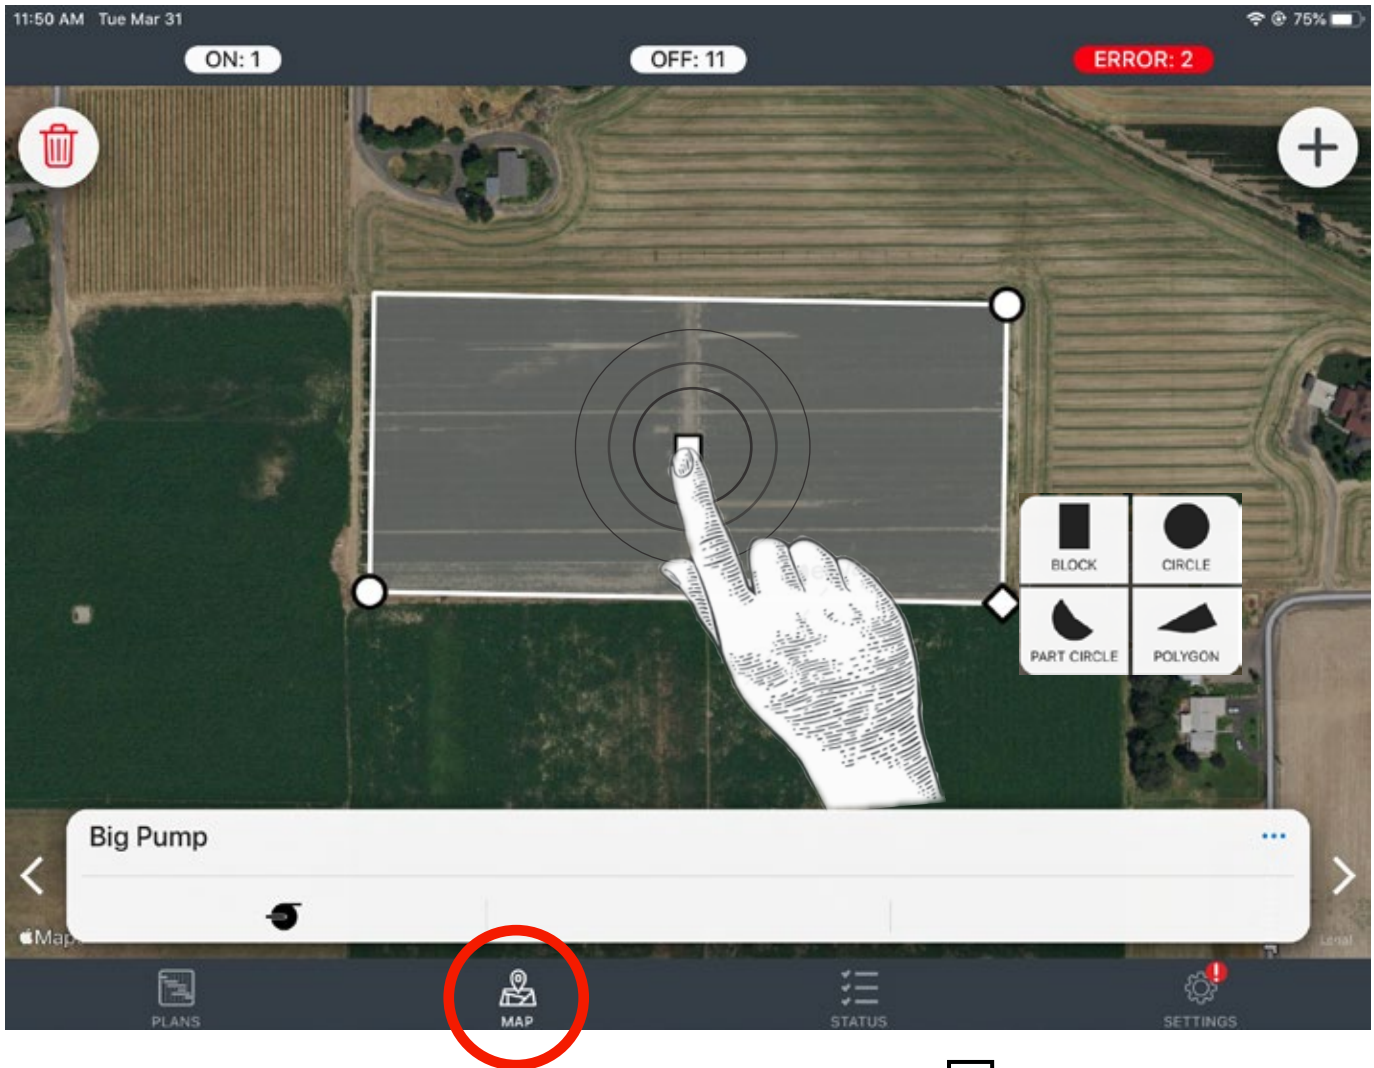 11:50 AM Tue Mar 31
75%
ON: 1
OFF: 11
ERROR: 2
BLOCK
CIRCLE
PART CIRCLE
POLYGON
Big Pump
Legal
PLANS
MAP
STATUS
SETTINGS